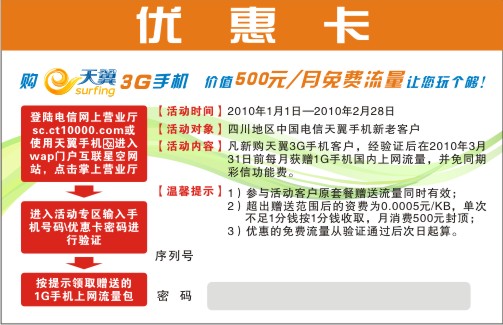 优惠卡
购 天翼 surfing 3G手机 价值500元/月免费流量让您玩个够!
登陆电信网上营业厅
sc.ct10000.com或
使用天翼手机 进入
wap门户互联星空网
站,点击掌上营业厅
进入活动专区输入手
机号码\优惠卡密码进
行验证
按提示领取赠送的
1G手机上网流量包
【活动时间】2010年1月1日—2010年2月28日
【活动对象】四川地区中国电信天翼手机新老客户
【活动内容】凡新购天翼3G手机客户,经验证后在2010年3月
31日前每月获赠1G手机国内上网流量,并免同期
彩信功能费。
【温馨提示】1)参与活动客户原套餐赠送流量同时有效;
2)超出赠送范围后的资费为0.0005元/KB,单次
不足1分钱按1分钱收取,月消费500元封顶;
3)优惠的免费流量从验证通过后次日起算。
序列号
密 码